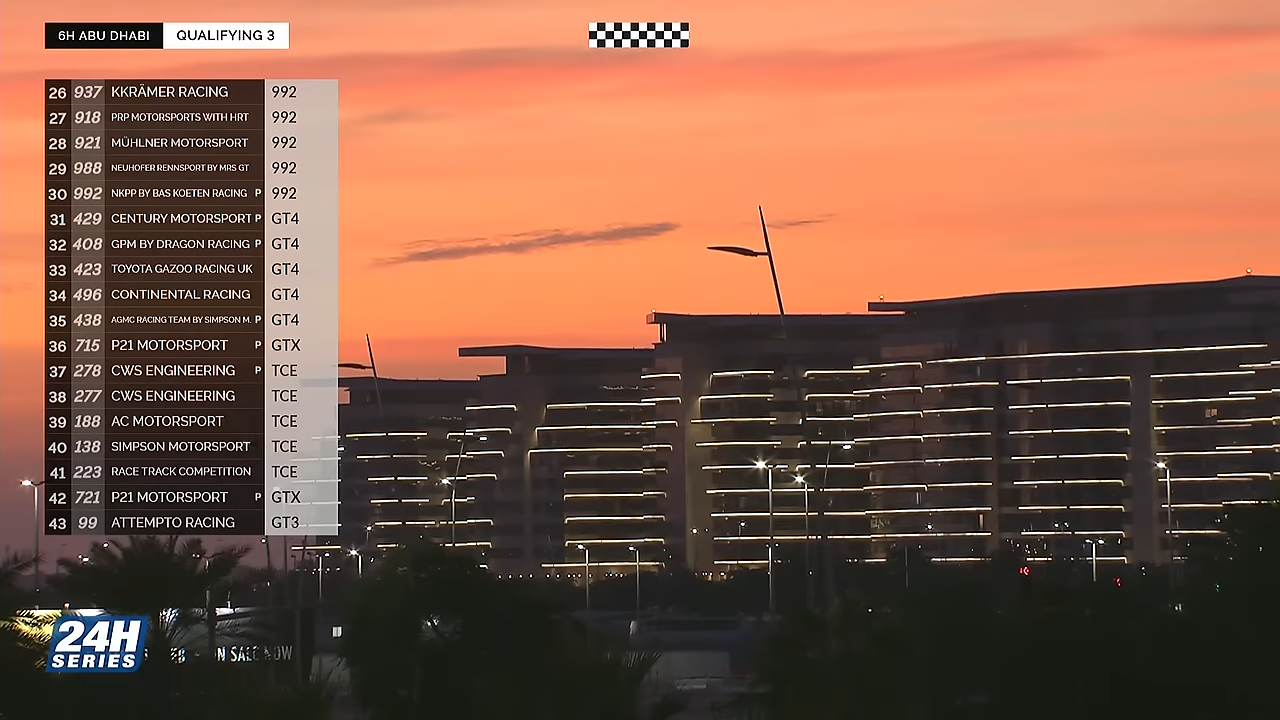 6H ABU DHABI QUALIFYING 3
26 937 KKRÄMER RACING 992
27 918 PRP MOTORSPORTS WITH HRT 992
28 921 MÜHLNER MOTORSPORT 992
29 988 NEUHOFER RENNSPORT BY MRS GT 992
30 992 NKPP BY BAS KOETEN RACING P 992
31 429 CENTURY MOTORSPORT P GT4
32 408 GPM BY DRAGON RACING P GT4
33 423 TOYOTA GAZOO RACING UK GT4
34 496 CONTINENTAL RACING GT4
35 438 AGMC RACING TEAM BY SIMPSON M. P GT4
36 715 P21 MOTORSPORT P GTX
37 278 CWS ENGINEERING P TCE
38 277 CWS ENGINEERING TCE
39 188 AC MOTORSPORT TCE
40 138 SIMPSON MOTORSPORT TCE
41 223 RACE TRACK COMPETITION TCE
42 721 P21 MOTORSPORT P GTX
43 99 ATTEMPTO RACING GT3
24H
SERIES
ON SALE NOW